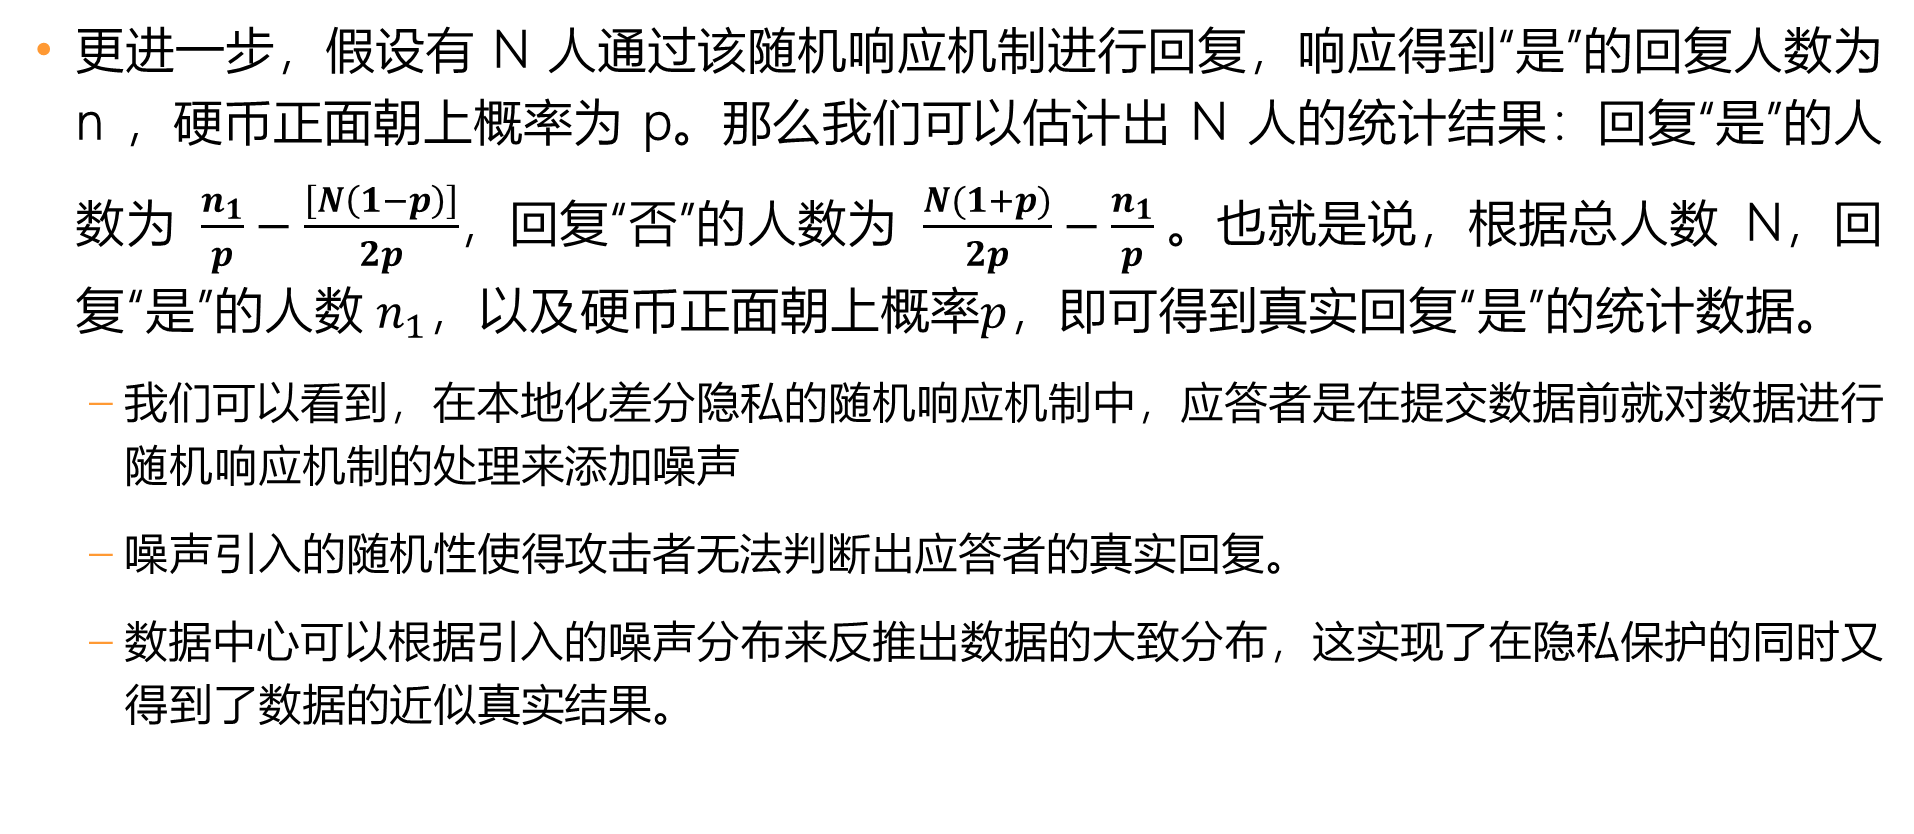 • 更进一步，假设有 N 人通过该随机响应机制进行回复，响应得到“是”的回复人数为
n ，硬币正面朝上概率为 p。那么我们可以估计出 N 人的统计结果：回复“是”的人
数为 n₁/p − [N(1−p)]/2p，回复“否”的人数为 N(1+p)/2p − n₁/p 。也就是说，根据总人数 N，回
复“是”的人数 n₁，以及硬币正面朝上概率p，即可得到真实回复“是”的统计数据。
– 我们可以看到，在本地化差分隐私的随机响应机制中，应答者是在提交数据前就对数据进行
随机响应机制的处理来添加噪声
– 噪声引入的随机性使得攻击者无法判断出应答者的真实回复。
– 数据中心可以根据引入的噪声分布来反推出数据的大致分布，这实现了在隐私保护的同时又
得到了数据的近似真实结果。